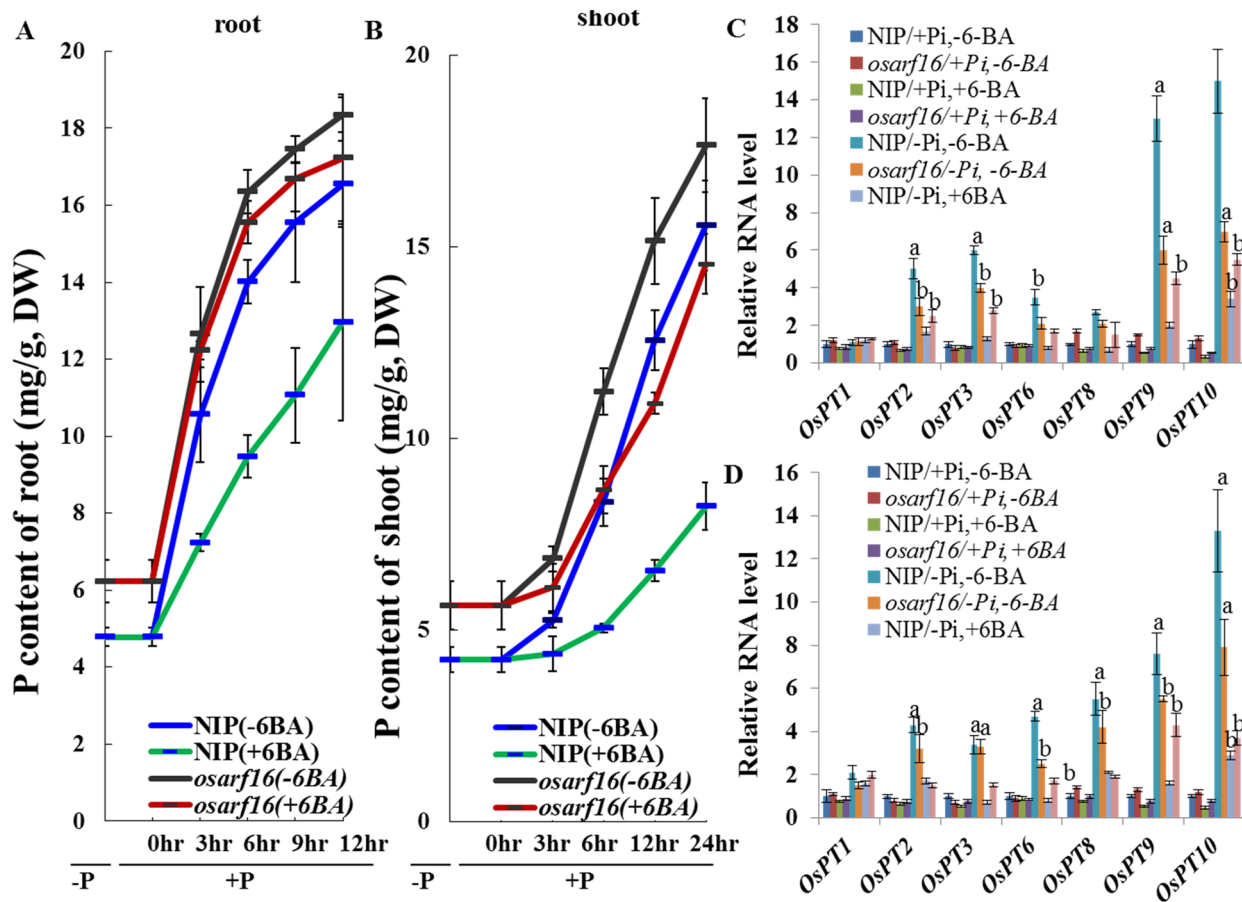 A
root
P content of root (mg/g, DW)
20
18
16
14
12
10
8
6
4
2
0
NIP(-6BA)
NIP(+6BA)
osarf16(-6BA)
osarf16(+6BA)
0hr 3hr 6hr 9hr 12hr
-P +P
B
shoot
P content of shoot (mg/g, DW)
20
15
10
5
0
NIP(-6BA)
NIP(+6BA)
osarf16(-6BA)
osarf16(+6BA)
0hr 3hr 6hr 12hr 24hr
+P
C
Relative RNA level
18
16
14
12
10
8
6
4
2
0
NIP/+Pi,-6-BA
osarf16/+Pi,-6-BA
NIP/+Pi,+6-BA
osarf16/+Pi,+6-BA
NIP/-Pi,-6-BA
osarf16/-Pi, -6-BA
NIP/-Pi,+6BA
a b b
a b b
b
a a b
a b b
OsPT1 OsPT2 OsPT3 OsPT6 OsPT8 OsPT9 OsPT10
D
Relative RNA level
16
14
12
10
8
6
4
2
0
NIP/+Pi,-6-BA
osarf16/+Pi,-6BA
NIP/+Pi,+6-BA
osarf16/+Pi,+6BA
NIP/-Pi,-6-BA
osarf16/-Pi,-6-BA
NIP/-Pi,+6BA
a b
a a
a b
b a b
a b b
a a b b
OsPT1 OsPT2 OsPT3 OsPT6 OsPT8 OsPT9 OsPT10